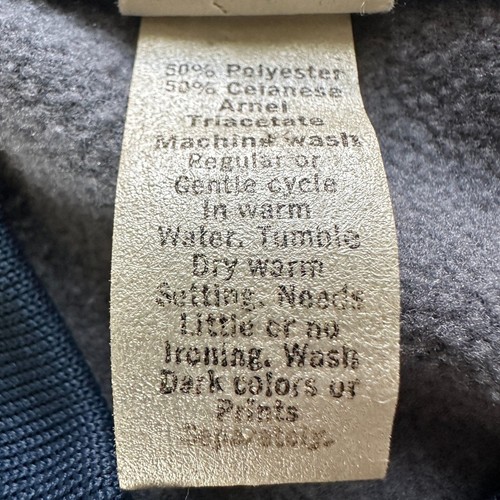 50% Polyester
50% Celanese
Arnel
Triacetate
Machine wash
Regular or
Gentle cycle
in warm
Water. Tumble
Dry warm
Setting. Needs
Little or no
Ironing. Wash
Dark colors or
Prints
Separately.